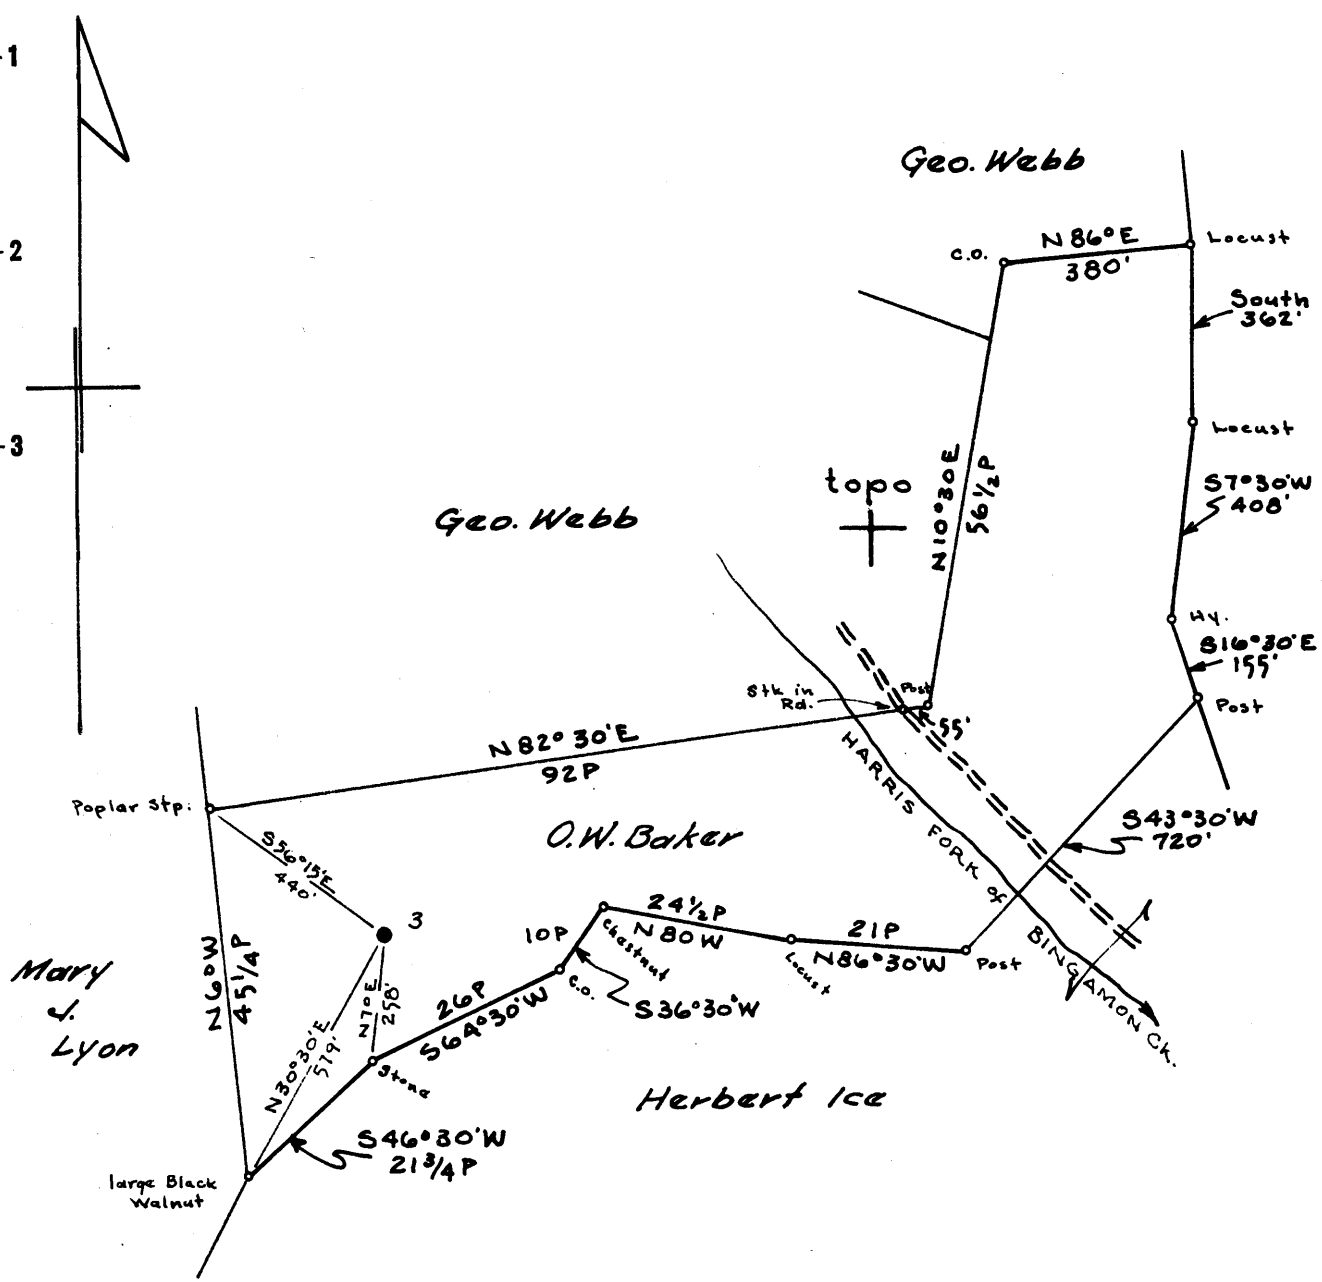 -1
-2
-3
Geo. Webb
C.O.
N 86° E
380'
Locust
South
362'
Locust
S7°30'W
408'
N10°30E
56½P
topo
Geo. Webb
Hy.
S16°30'E
155'
Post
Stk in
Rd.
Post
55'
N82°30'E
92P
Poplar Stp.
HARRIS FORK of
BINGAMON CK.
S43°30'W
720'
O.W. Baker
S56°15'E
440'
3
24½P
N 80 W
Chestnut
21P
N86°30'W
Locust
Post
10P
C.O.
S36°30'W
Mary
J.
Lyon
N6°W
45¼P
26P
S64°30'W
N7°E
258'
N30°30'E
579'
Stone
Herbert Ice
S46°30'W
21¾P
large Black
Walnut